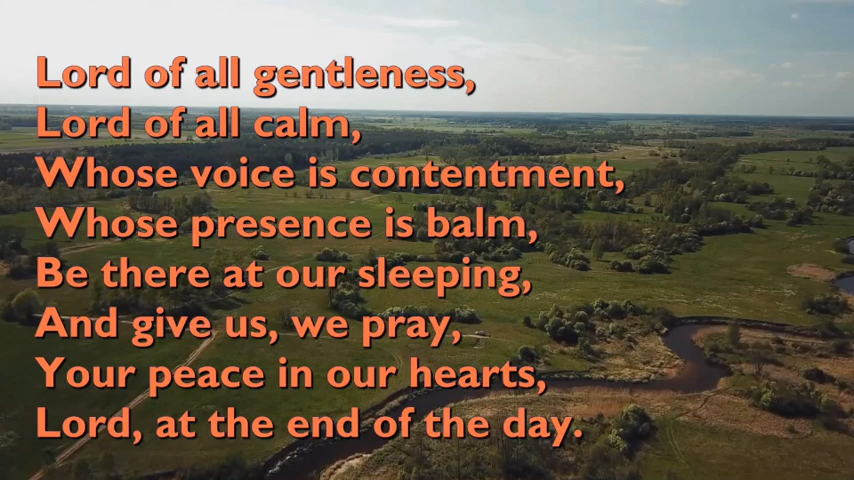 Lord of all gentleness,
Lord of all calm,
Whose voice is contentment,
Whose presence is balm,
Be there at our sleeping,
And give us, we pray,
Your peace in our hearts,
Lord, at the end of the day.